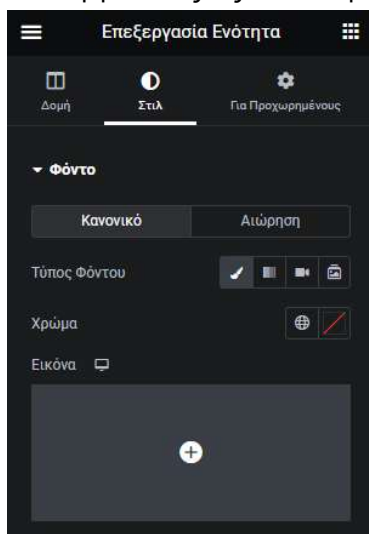 Επεξεργασία Ενότητα
Δομή
Στιλ
Για Προχωρημένους
Φόντο
Κανονικό
Αιώρηση
Τύπος Φόντου
Χρώμα
Εικόνα